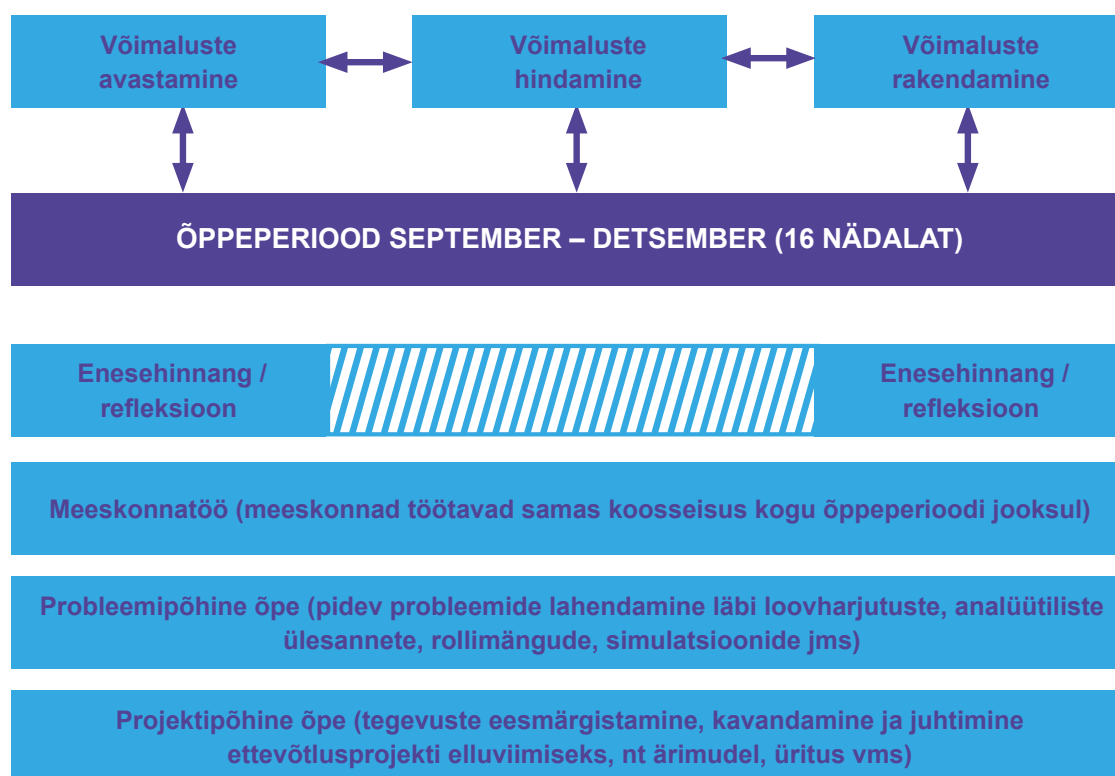 Võimaluste
avastamine
Võimaluste
hindamine
Võimaluste
rakendamine
ÕPPEPERIOOD SEPTEMBER – DETSEMBER (16 NÄDALAT)
Enesehinnang /
refleksioon
Enesehinnang /
refleksioon
Meeskonnatöö (meeskonnad töötavad samas koosseisus kogu õppeperioodi jooksul)
Probleemipõhine õpe (pidev probleemide lahendamine läbi loovharjutuste, analüütiliste
ülesannete, rollimängude, simulatsioonide jms)
Projektipõhine õpe (tegevuste eesmärgistamine, kavandamine ja juhtimine
ettevõtlusprojekti elluviimiseks, nt ärimudel, üritus vms)